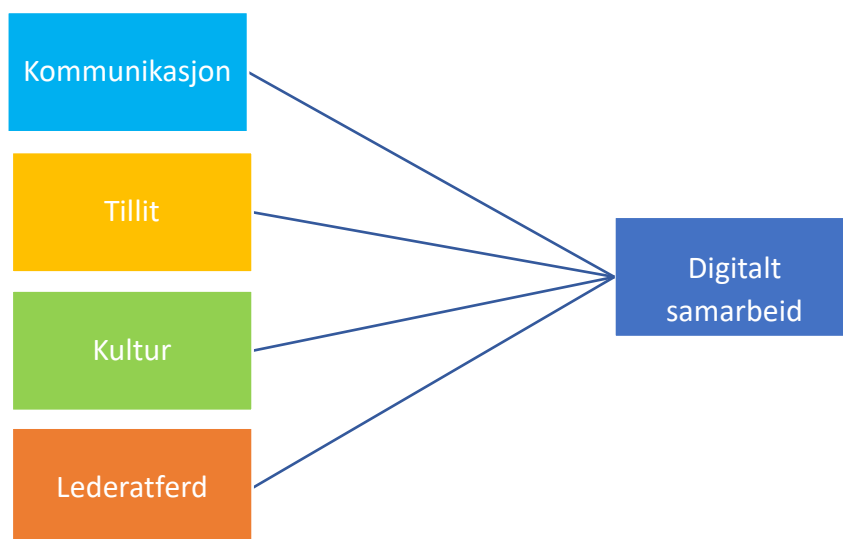 Kommunikasjon
Tillit
Kultur
Lederatferd
Digitalt
samarbeid